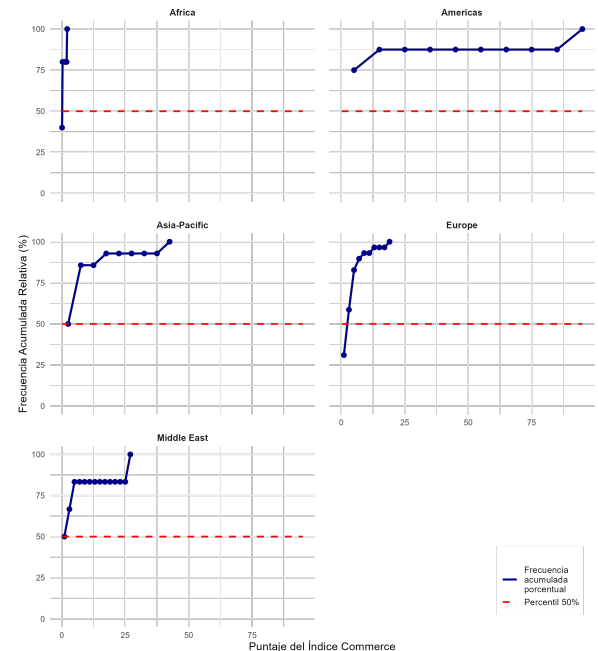 Africa
Americas
100
75
50
25
0
Asia-Pacific
Europe
100
75
50
25
0
0 25 50 75
Middle East
100
75
50
25
0
0 25 50 75
Frecuencia Acumulada Relativa (%)
Puntaje del Índice Commerce
Frecuencia
acumulada
porcentual
Percentil 50%